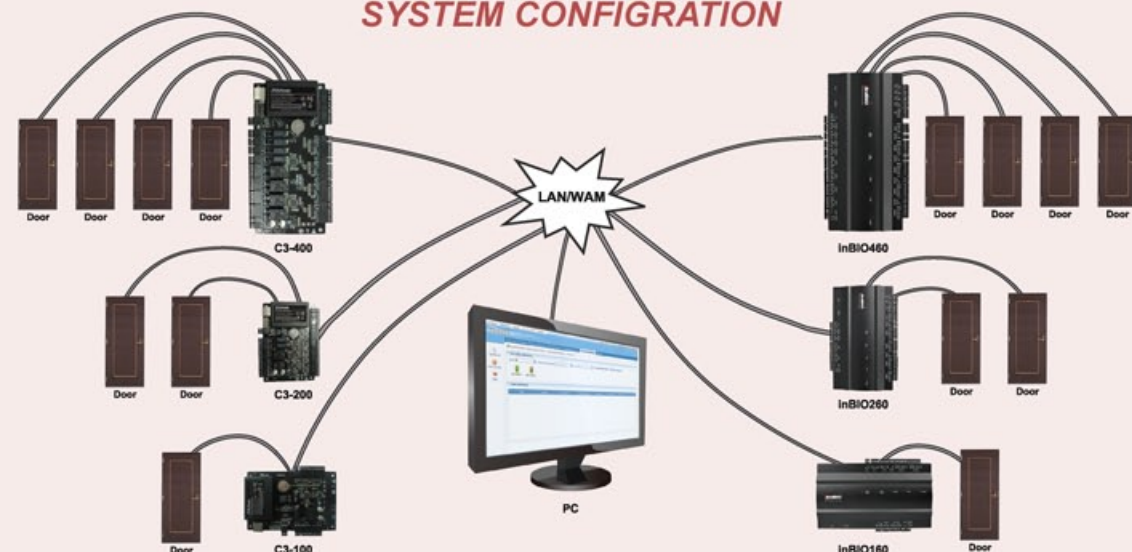 SYSTEM CONFIGRATION
LAN/WAM
Door
Door
Door
Door
C3-400
inBIO460
Door
Door
Door
Door
Door
Door
C3-200
inBIO260
Door
Door
PC
Door
C3-100
inBIO160
Door